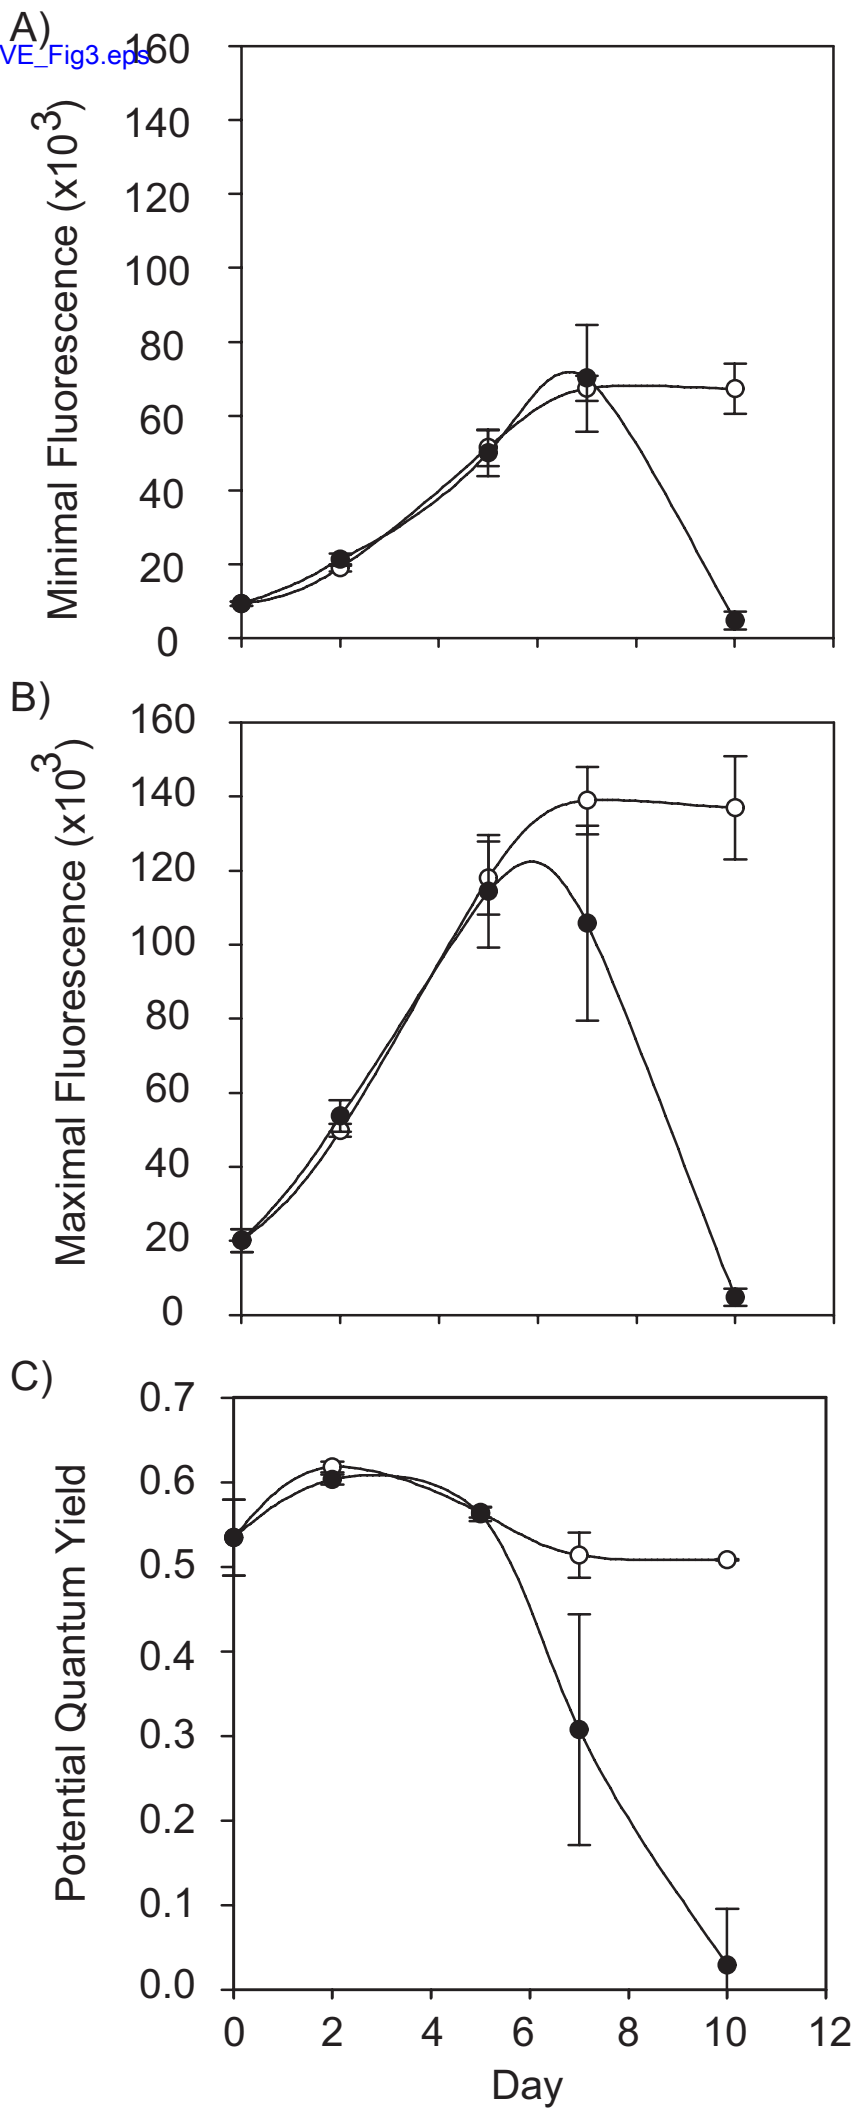 A)
VE_Fig3.eps
160
140
120
100
80
60
40
20
0
Minimal Fluorescence (x10³)
B)
160
140
120
100
80
60
40
20
0
Maximal Fluorescence (x10³)
C)
0.7
0.6
0.5
0.4
0.3
0.2
0.1
0.0
Potential Quantum Yield
0 2 4 6 8 10 12
Day